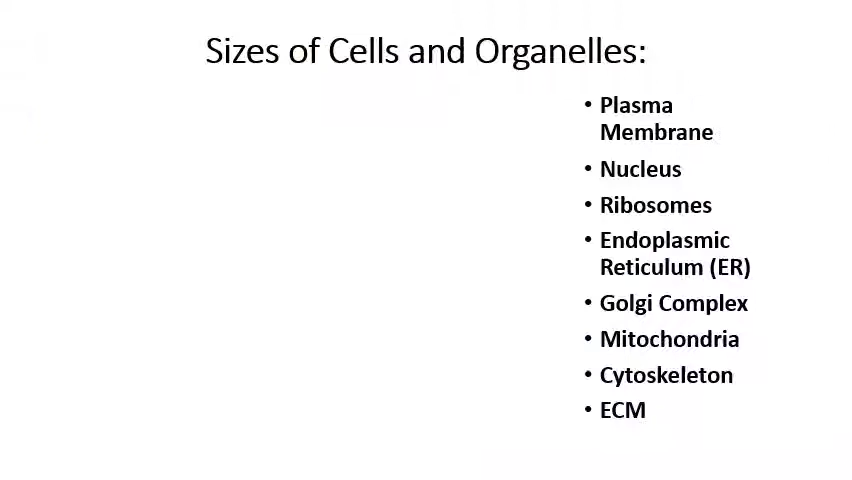 Sizes of Cells and Organelles:
• Plasma
Membrane
• Nucleus
• Ribosomes
• Endoplasmic
Reticulum (ER)
• Golgi Complex
• Mitochondria
• Cytoskeleton
• ECM